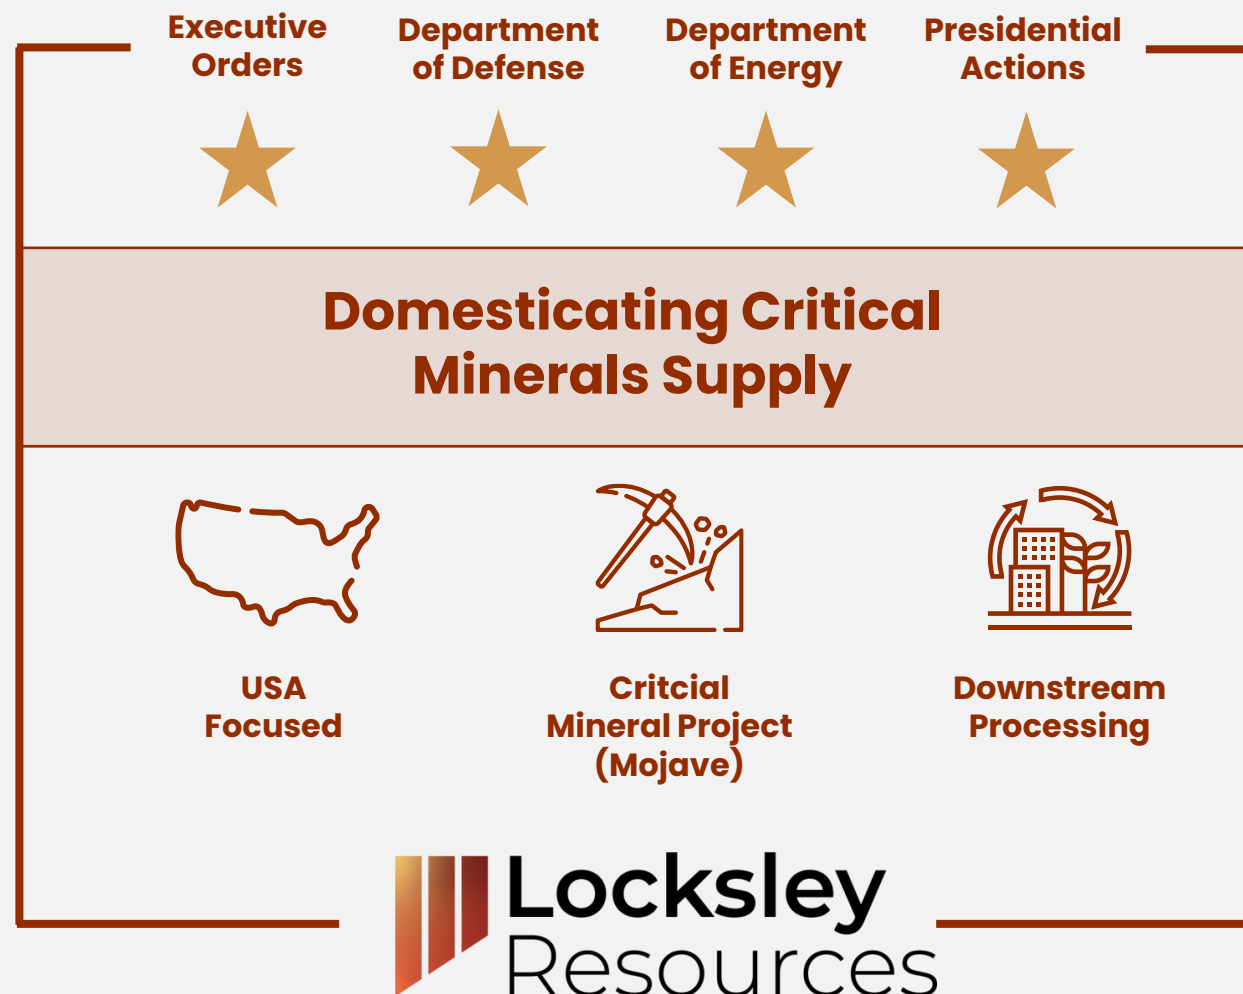 Executive
Orders
Department
of Defense
Department
of Energy
Presidential
Actions
Domesticating Critical
Minerals Supply
USA
Focused
Critcial
Mineral Project
(Mojave)
Downstream
Processing
Locksley
Resources